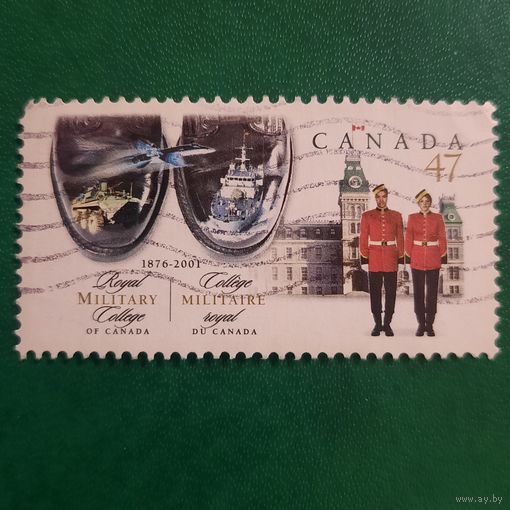 CANADA
47
1876-2001
Royal
MILITARY
College
OF CANADA
Collège
MILITAIRE
royal
DU CANADA
www.ay.by